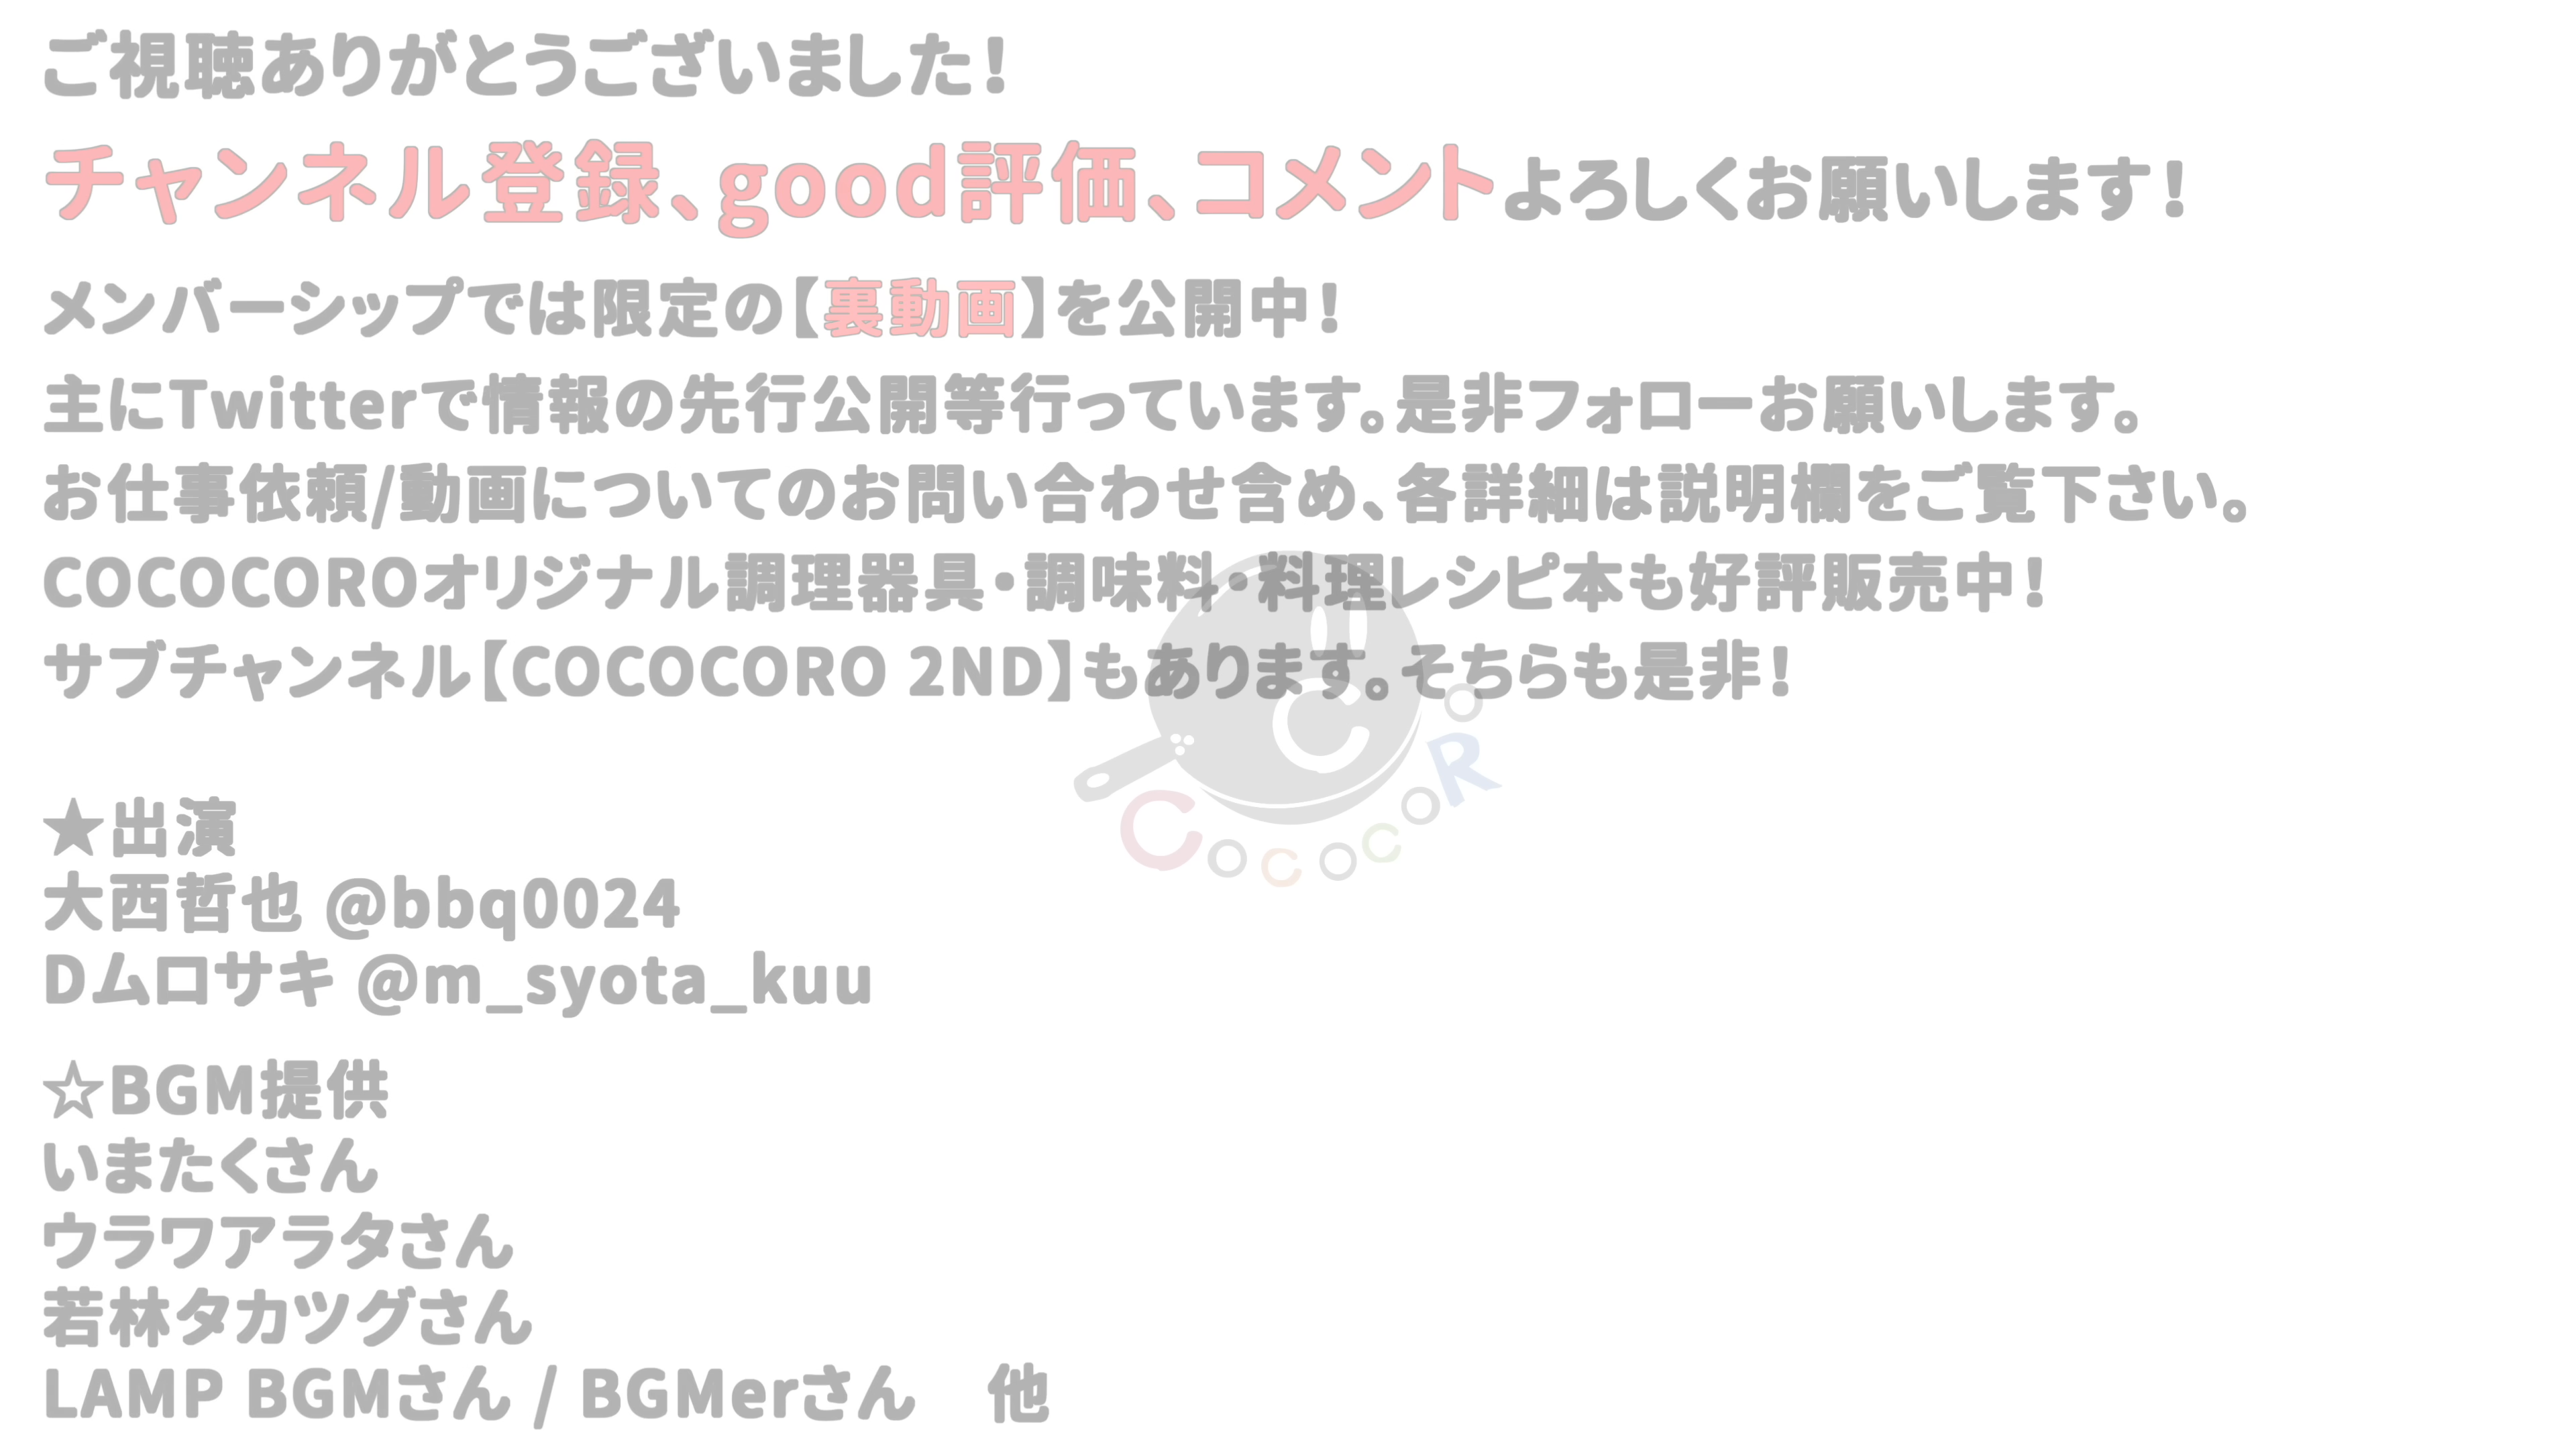 ご視聴ありがとうございました！
チャンネル登録、good評価、コメントよろしくお願いします！
メンバーシップでは限定の【裏動画】を公開中！
主にTwitterで情報の先行公開等行っています。是非フォローお願いします。
お仕事依頼/動画についてのお問い合わせ含め、各詳細は説明欄をご覧下さい。
COCOCOROオリジナル調理器具・調味料・料理レシピ本も好評販売中！
サブチャンネル【COCOCORO 2ND】もあります。そちらも是非！
C
COCOCORO
★出演
大西哲也 @bbq0024
Dムロサキ @m_syota_kuu
☆BGM提供
いまたくさん
ウラワアラタさん
若林タカツグさん
LAMP BGMさん / BGMerさん　他